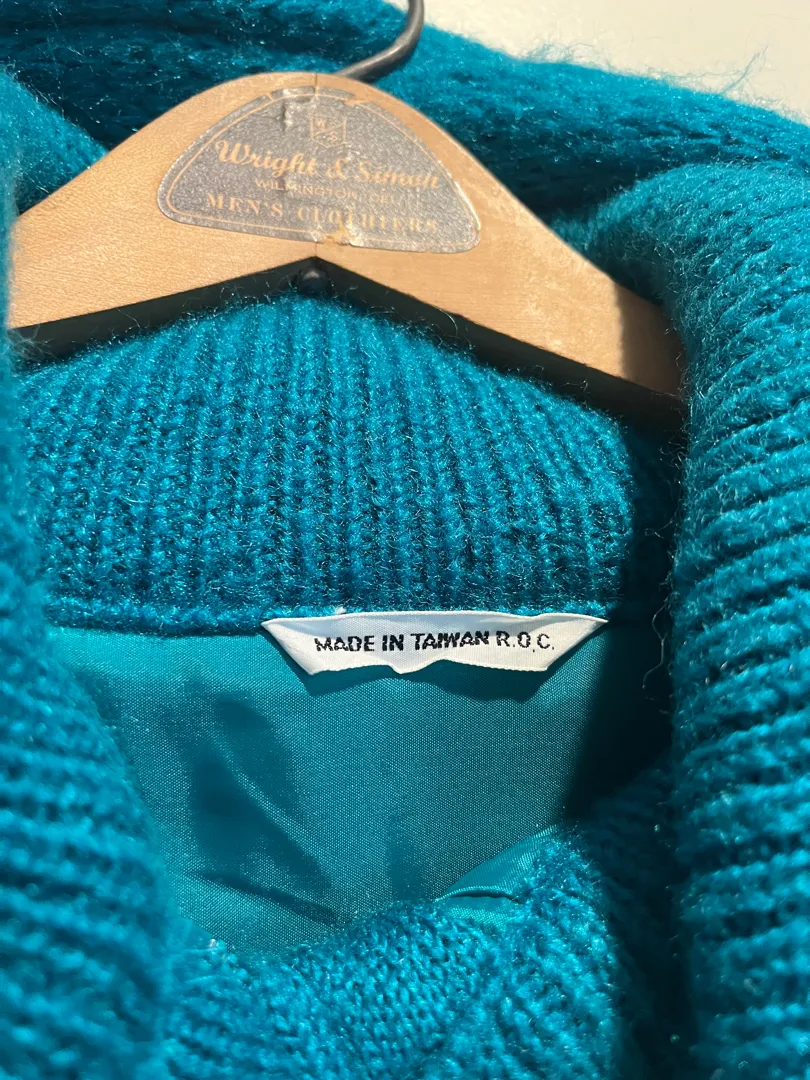 W S
Wright & Simon
WILMINGTON, DEL.
MEN'S CLOTHIERS
MADE IN TAIWAN R.O.C.